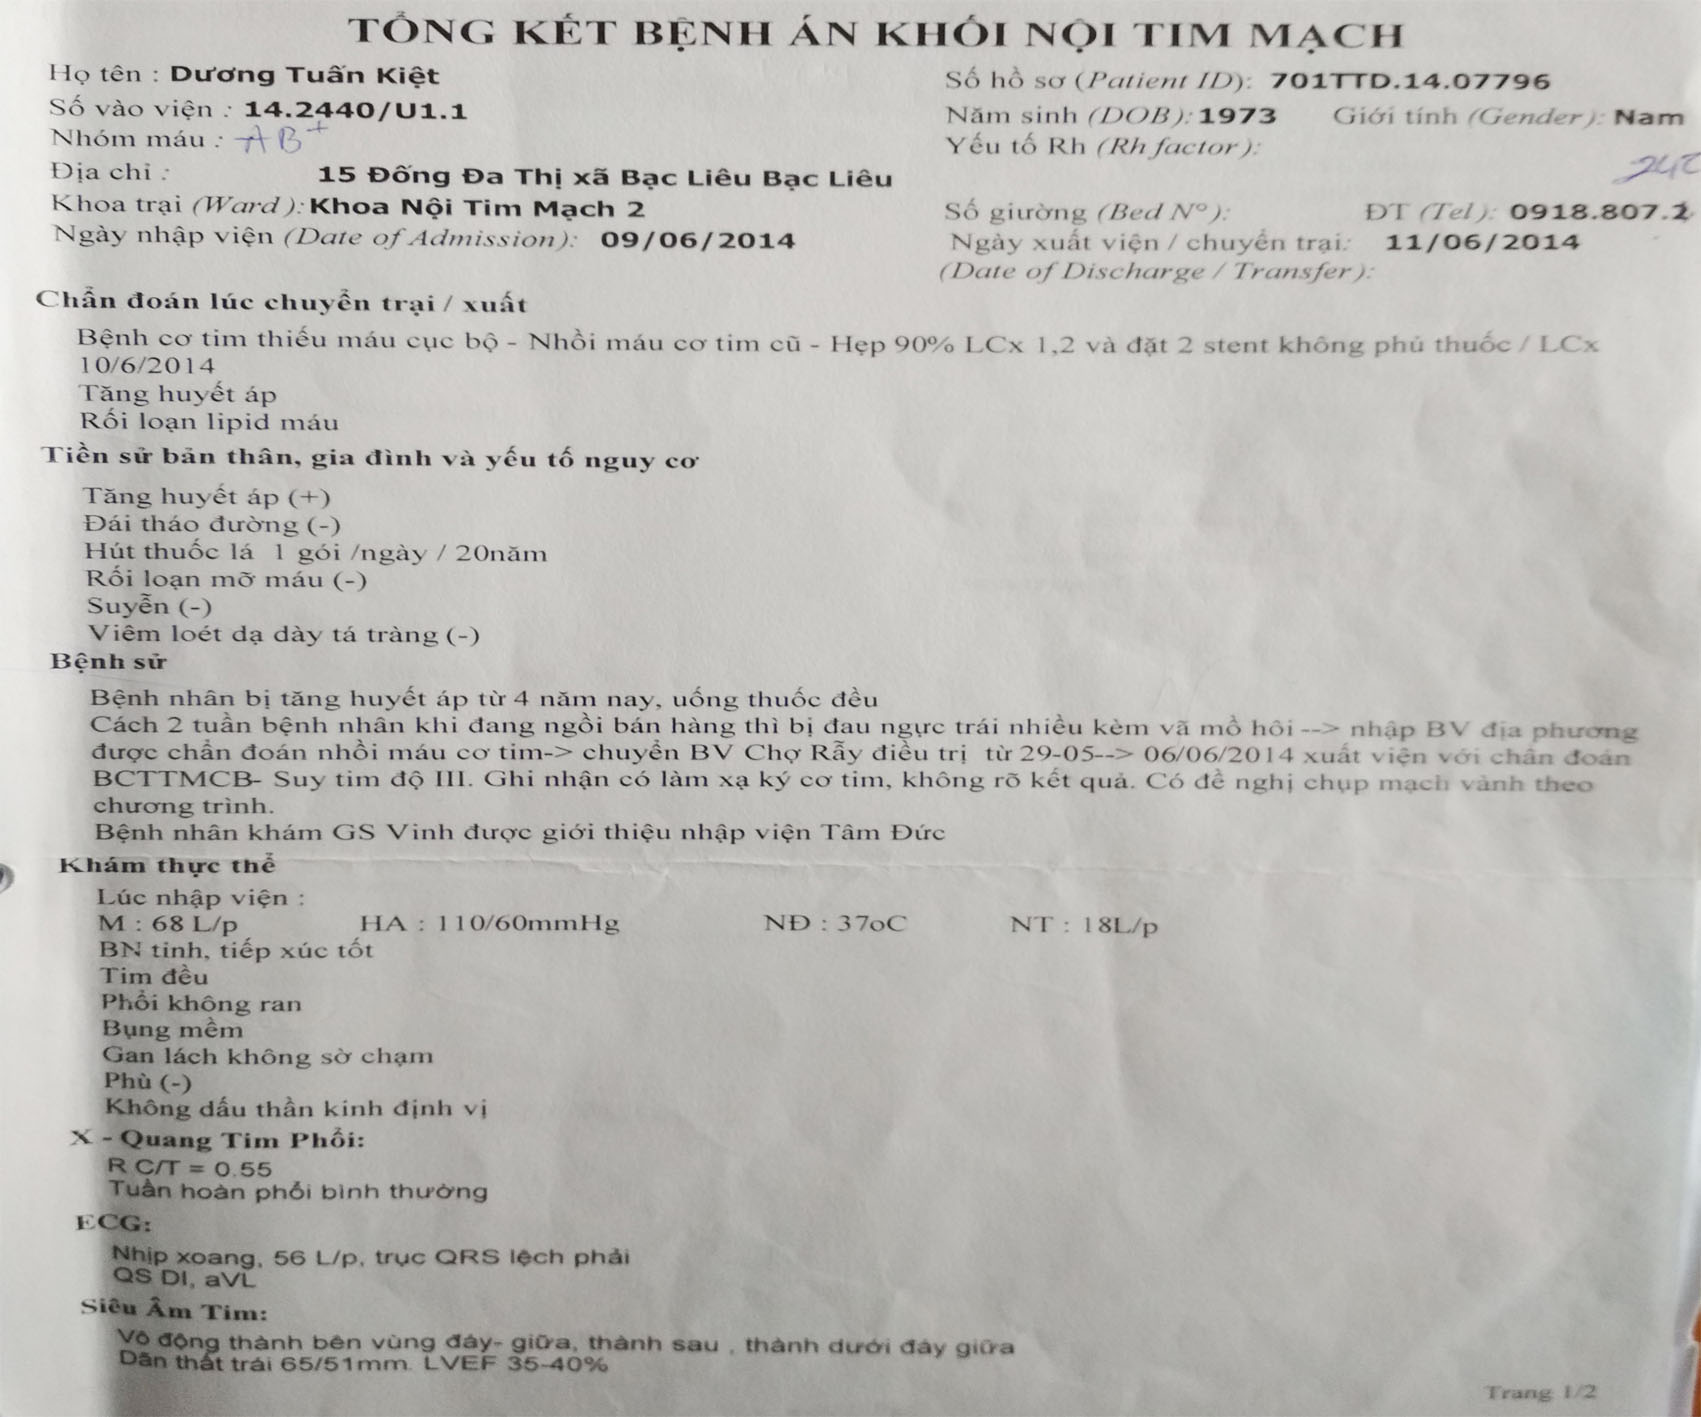 TỔNG KẾT BỆNH ÁN KHỐI NỘI TIM MẠCH
Họ tên : Dương Tuấn Kiệt
Số hồ sơ (Patient ID): 701TTD.14.07796
Số vào viện : 14.2440/U1.1
Năm sinh (DOB): 1973 Giới tính (Gender): Nam
Nhóm máu : AB+
Yếu tố Rh (Rh factor):
Địa chỉ : 15 Đống Đa Thị xã Bạc Liêu Bạc Liêu
Khoa trại (Ward): Khoa Nội Tim Mạch 2
Số giường (Bed N°): ĐT (Tel): 0918.807.2
Ngày nhập viện (Date of Admission): 09/06/2014
Ngày xuất viện / chuyển trại: 11/06/2014
(Date of Discharge / Transfer):
Chẩn đoán lúc chuyển trại / xuất
Bệnh cơ tim thiếu máu cục bộ - Nhồi máu cơ tim cũ - Hẹp 90% LCx 1,2 và đặt 2 stent không phủ thuốc / LCx
10/6/2014
Tăng huyết áp
Rối loạn lipid máu
Tiền sử bản thân, gia đình và yếu tố nguy cơ
Tăng huyết áp (+)
Đái tháo đường (-)
Hút thuốc lá 1 gói /ngày / 20năm
Rối loạn mỡ máu (-)
Suyễn (-)
Viêm loét dạ dày tá tràng (-)
Bệnh sử
Bệnh nhân bị tăng huyết áp từ 4 năm nay, uống thuốc đều
Cách 2 tuần bệnh nhân khi đang ngồi bán hàng thì bị đau ngực trái nhiều kèm vã mồ hôi --> nhập BV địa phương
được chẩn đoán nhồi máu cơ tim-> chuyển BV Chợ Rẫy điều trị từ 29-05--> 06/06/2014 xuất viện với chẩn đoán
BCTTMCB- Suy tim độ III. Ghi nhận có làm xạ ký cơ tim, không rõ kết quả. Có đề nghị chụp mạch vành theo
chương trình.
Bệnh nhân khám GS Vinh được giới thiệu nhập viện Tâm Đức
Khám thực thể
Lúc nhập viện :
M : 68 L/p HA : 110/60mmHg NĐ : 37oC NT : 18L/p
BN tỉnh, tiếp xúc tốt
Tim đều
Phổi không ran
Bụng mềm
Gan lách không sờ chạm
Phù (-)
Không dấu thần kinh định vị
X - Quang Tim Phổi:
R C/T = 0.55
Tuần hoàn phổi bình thường
ECG:
Nhịp xoang, 56 L/p, trục QRS lệch phải
QS DI, aVL
Siêu Âm Tim:
Vô động thành bên vùng đáy- giữa, thành sau , thành dưới đáy giữa
Dãn thất trái 65/51mm. LVEF 35-40%
Trang 1/2